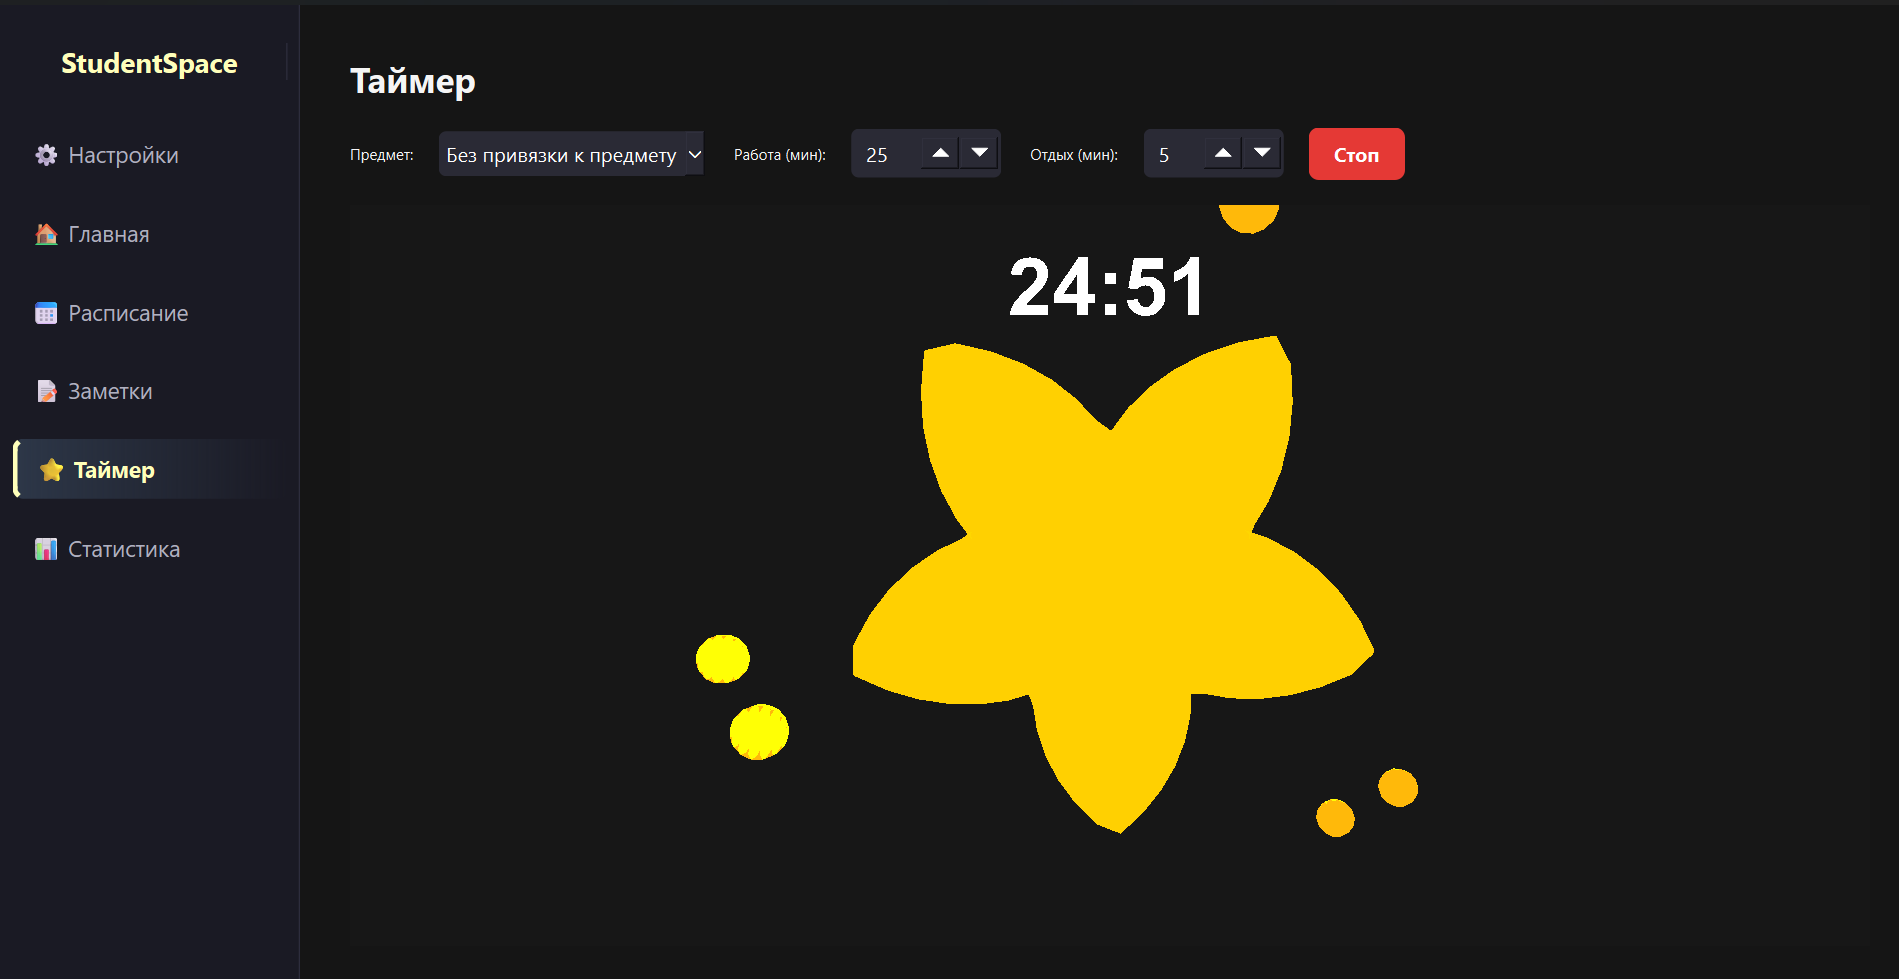 StudentSpace
Настройки
Главная
Расписание
Заметки
Таймер
Статистика
Таймер
Предмет: Без привязки к предмету Работа (мин): 25 Отдых (мин): 5 Стоп
24:51